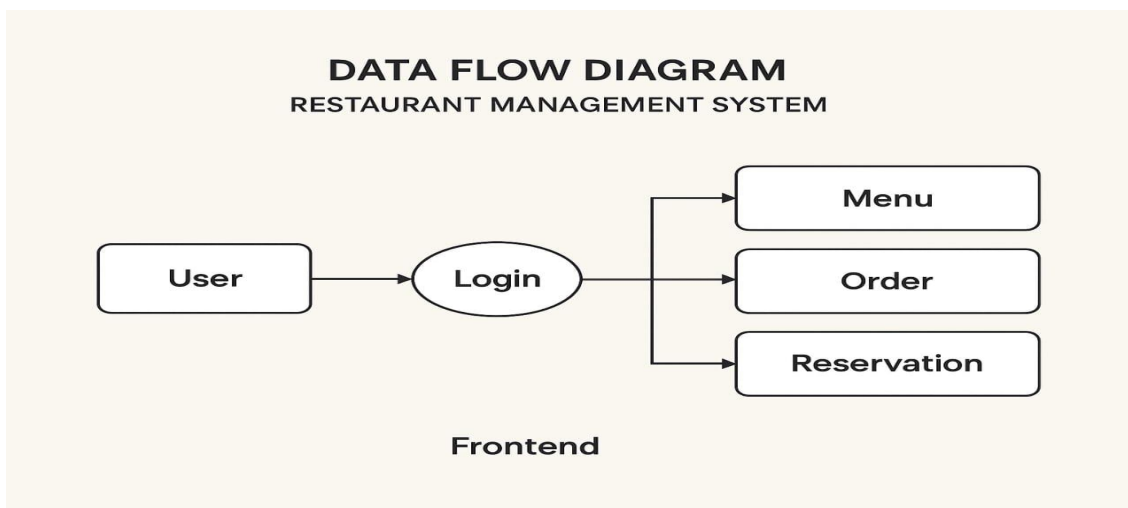 DATA FLOW DIAGRAM
RESTAURANT MANAGEMENT SYSTEM
User
Login
Menu
Order
Reservation
Frontend